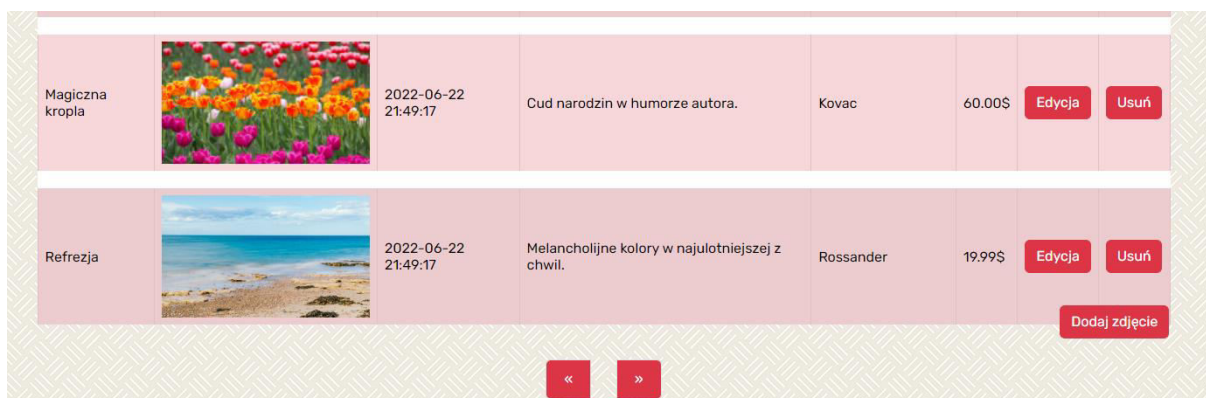 Magiczna
kropla
2022-06-22
21:49:17
Cud narodzin w humorze autora.
Kovac
60.00$
Edycja
Usuń
Refrezja
2022-06-22
21:49:17
Melancholijne kolory w najulotniejszej z
chwil.
Rossander
19.99$
Edycja
Usuń
Dodaj zdjęcie
«
»